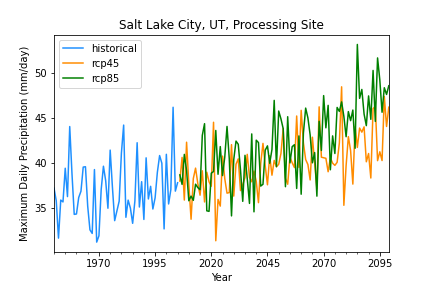 Salt Lake City, UT, Processing Site
historical
rcp45
rcp85
Maximum Daily Precipitation (mm/day)
50
45
40
35
1970
1995
2020
2045
2070
2095
Year